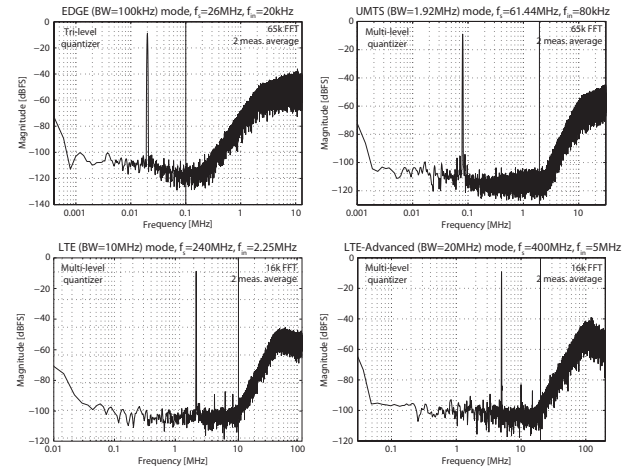 EDGE (BW=100kHz) mode, fs=26MHz, fin=20kHz
Tri-level quantizer
65k FFT
2 meas. average
Magnitude [dBFS]
0
−20
−40
−60
−80
−100
−120
−140
0.001 0.01 0.1 1 10
Frequency [MHz]
UMTS (BW=1.92MHz) mode, fs=61.44MHz, fin=80kHz
Multi-level quantizer
65k FFT
2 meas. average
Magnitude [dBFS]
0
−20
−40
−60
−80
−100
−120
0.001 0.01 0.1 1 10
Frequency [MHz]
LTE (BW=10MHz) mode, fs=240MHz, fin=2.25MHz
Multi-level quantizer
16k FFT
2 meas. average
Magnitude [dBFS]
0
−20
−40
−60
−80
−100
−120
0.01 0.1 1 10 100
Frequency [MHz]
LTE-Advanced (BW=20MHz) mode, fs=400MHz, fin=5MHz
Multi-level quantizer
16k FFT
2 meas. average
Magnitude [dBFS]
0
−20
−40
−60
−80
−100
−120
0.1 1 10 100
Frequency [MHz]